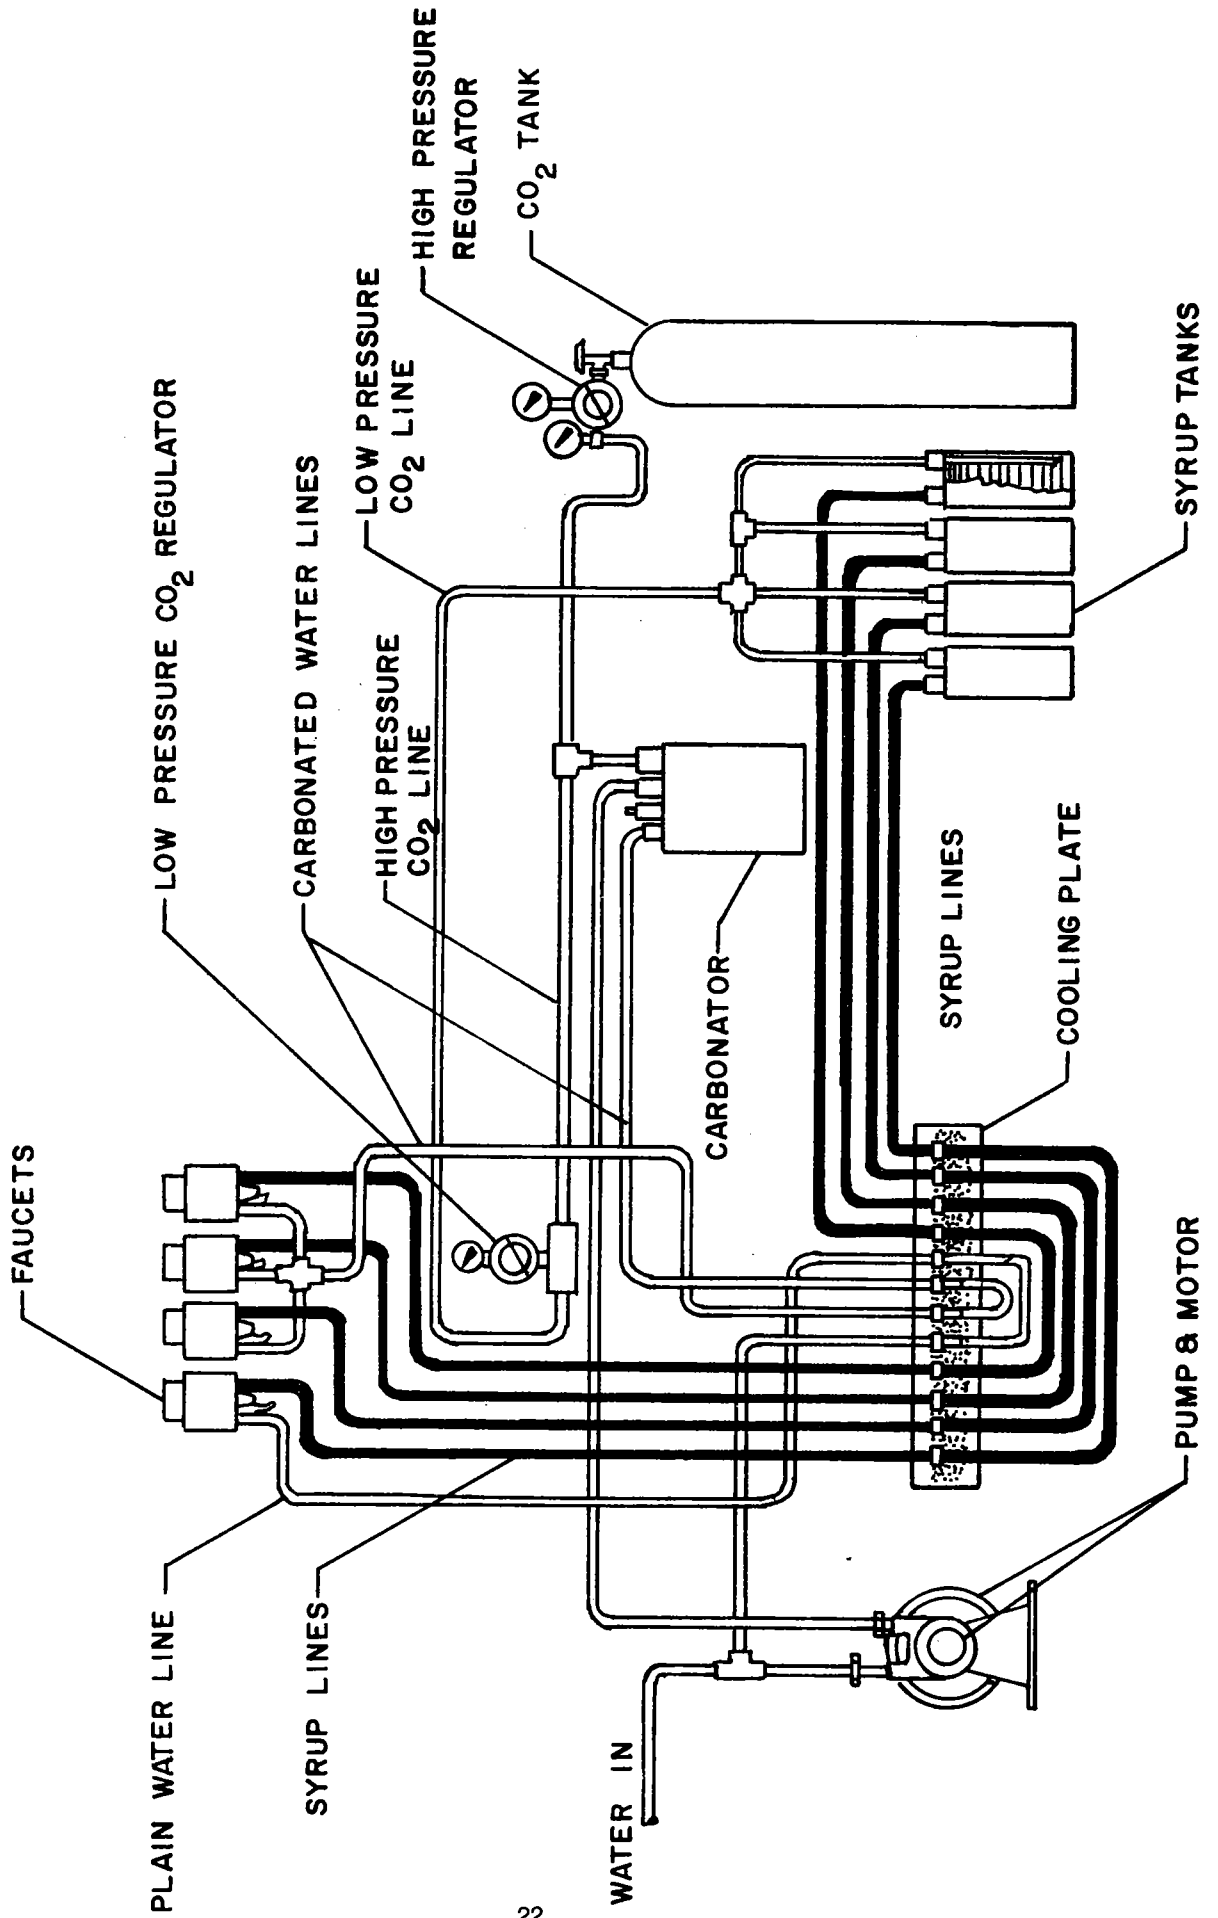 FAUCETS
PLAIN WATER LINE
SYRUP LINES
WATER IN
LOW PRESSURE CO2 REGULATOR
CARBONATED WATER LINES
HIGH PRESSURE
CO2 LINE
LOW PRESSURE
CO2 LINE
HIGH PRESSURE
REGULATOR
CO2 TANK
CARBONATOR
SYRUP LINES
COOLING PLATE
SYRUP TANKS
PUMP & MOTOR
22